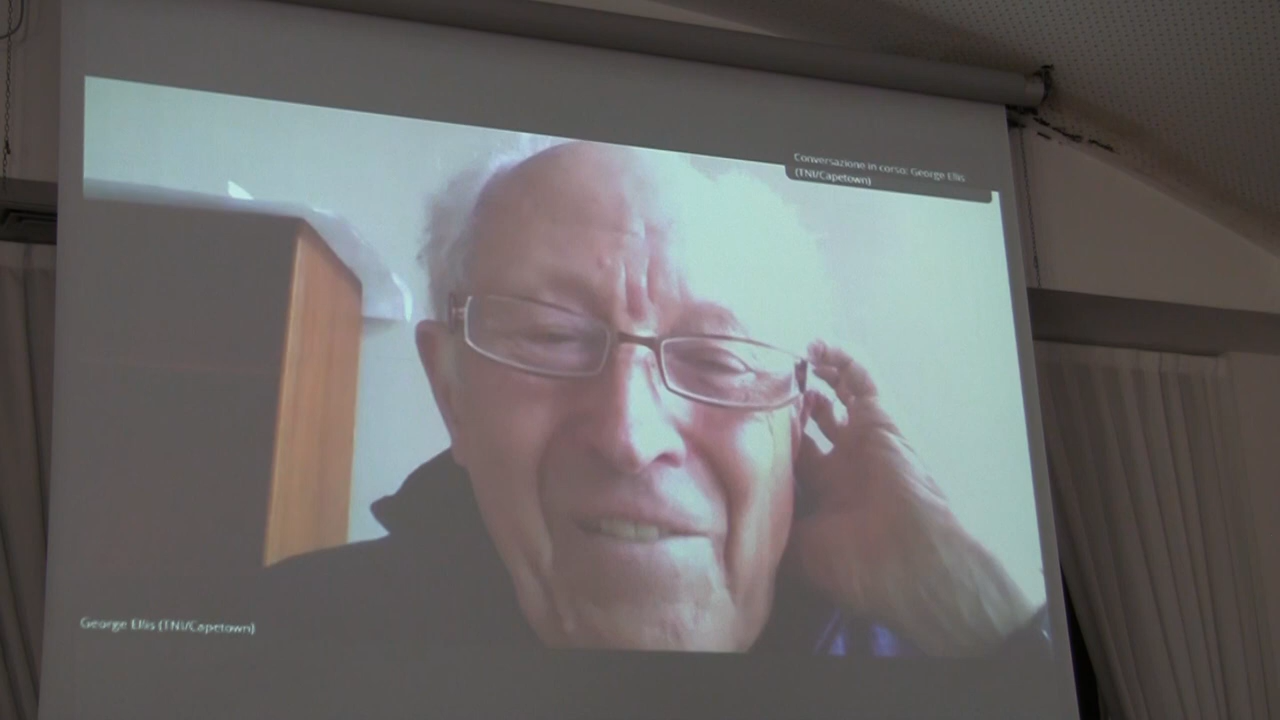 Conversazione in corso: George Ellis
(TNI/Capetown)
George Ellis (TNI/Capetown)